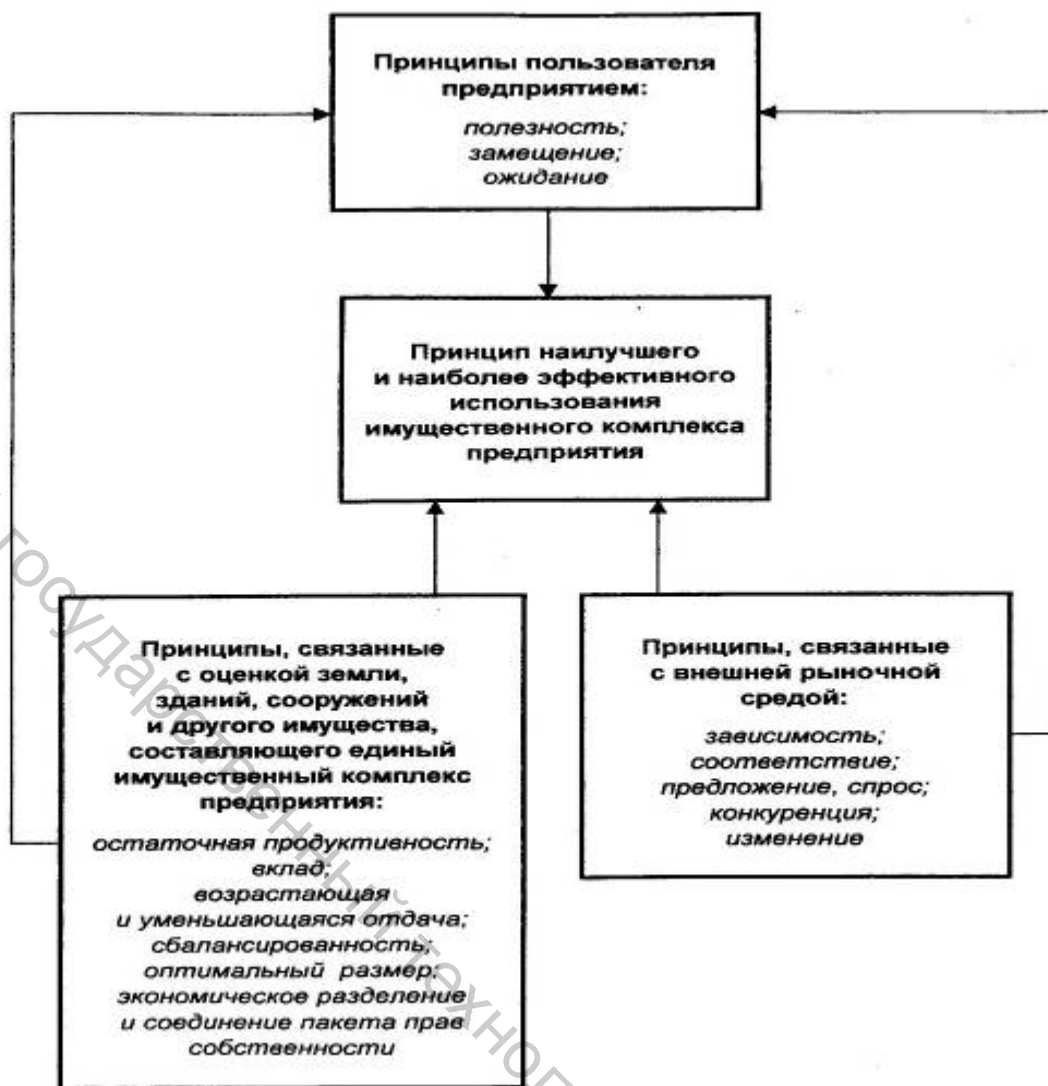 Принципы пользователя
предприятием:
полезность;
замещение;
ожидание
Принцип наилучшего
и наиболее эффективного
использования
имущественного комплекса
предприятия
Принципы, связанные
с оценкой земли,
зданий, сооружений
и другого имущества,
составляющего единый
имущественный комплекс
предприятия:
остаточная продуктивность;
вклад;
возрастающая
и уменьшающаяся отдача;
сбалансированность;
оптимальный размер;
экономическое разделение
и соединение пакета прав
собственности
Принципы, связанные
с внешней рыночной
средой:
зависимость;
соответствие;
предложение, спрос;
конкуренция;
изменение
государственный техно